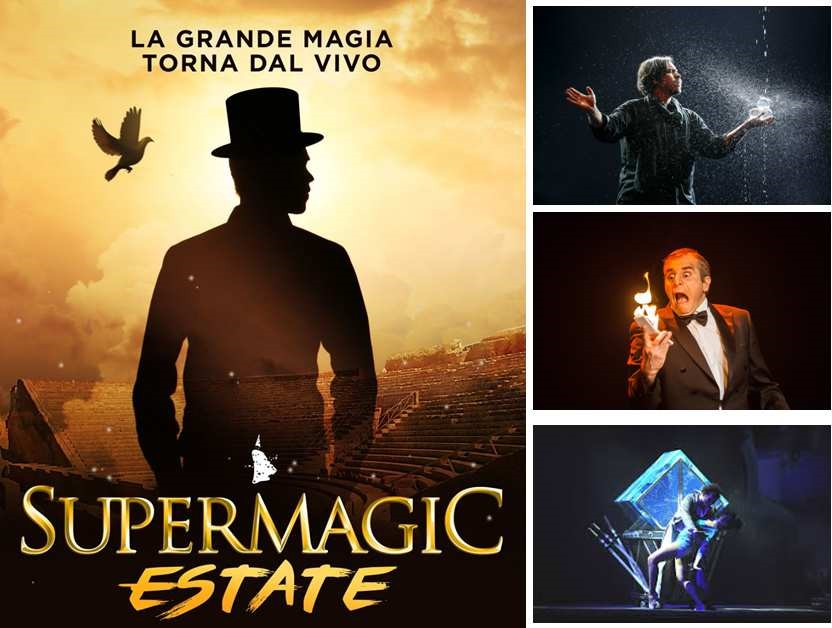 LA GRANDE MAGIA
TORNA DAL VIVO
SUPERMAGIC
ESTATE